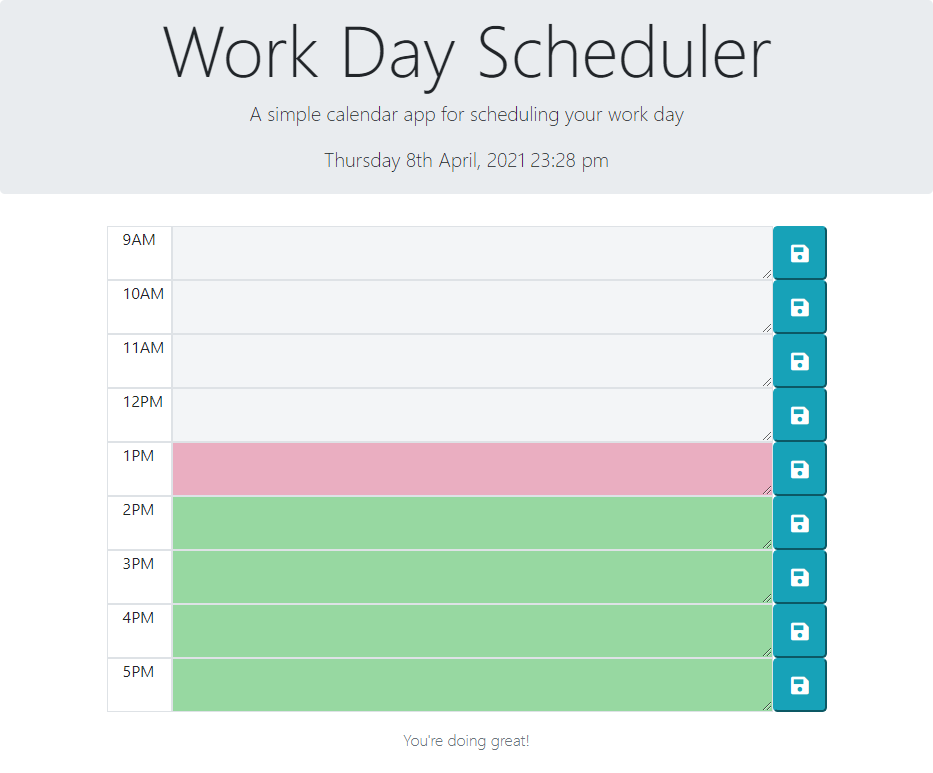 Work Day Scheduler
A simple calendar app for scheduling your work day
Thursday 8th April, 2021 23:28 pm
9AM
10AM
11AM
12PM
1PM
2PM
3PM
4PM
5PM
You're doing great!